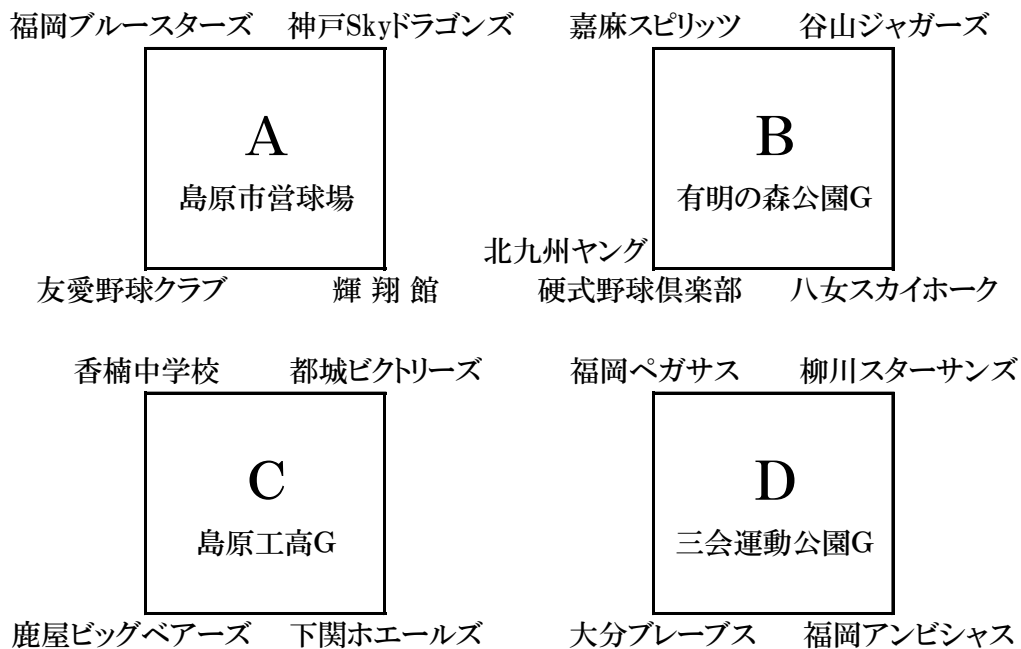 福岡ブルースターズ 神戸Skyドラゴンズ
A
島原市営球場
友愛野球クラブ 輝翔館
嘉麻スピリッツ 谷山ジャガーズ
B
有明の森公園G
北九州ヤング
硬式野球倶楽部 八女スカイホーク
香楠中学校 都城ビクトリーズ
C
島原工高G
鹿屋ビッグベアーズ 下関ホエールズ
福岡ペガサス 柳川スターサンズ
D
三会運動公園G
大分ブレーブス 福岡アンビシャス